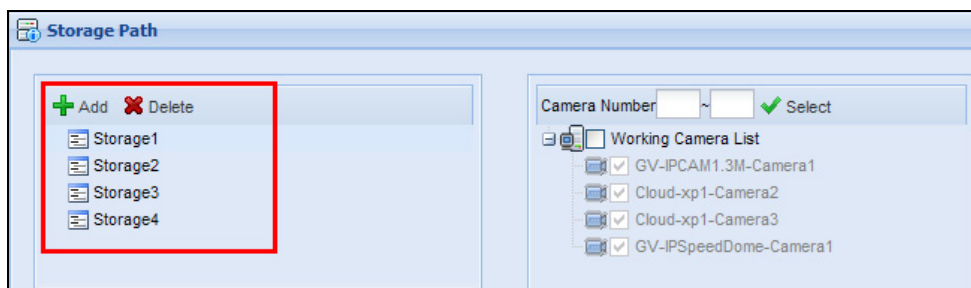 Storage Path
Add Delete
Storage1
Storage2
Storage3
Storage4
Camera Number ~ Select
Working Camera List
GV-IPCAM1.3M-Camera1
Cloud-xp1-Camera2
Cloud-xp1-Camera3
GV-IPSpeedDome-Camera1